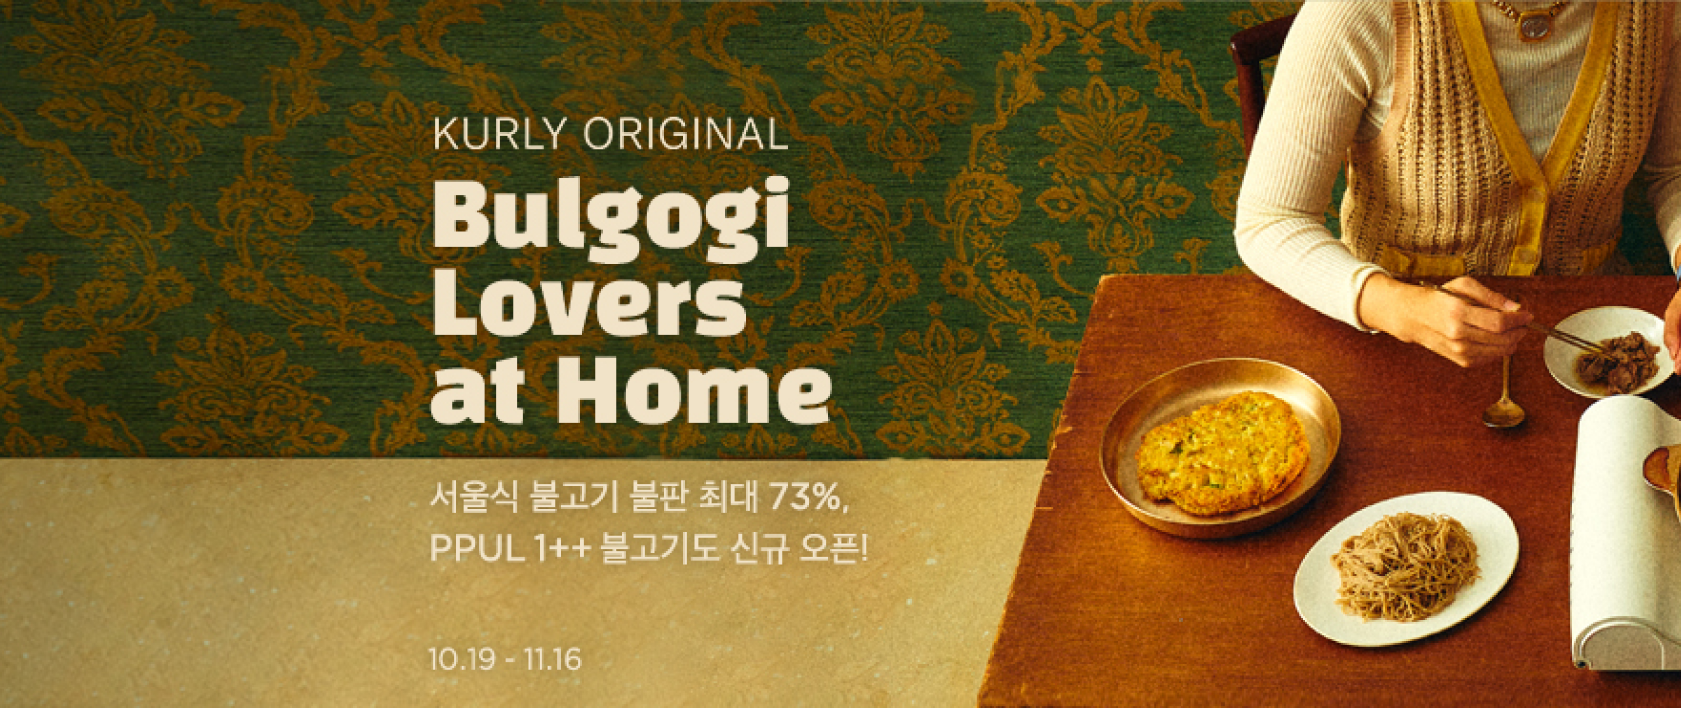 KURLY ORIGINAL
Bulgogi
Lovers
at Home
서울식 불고기 불판 최대 73%,
PPUL 1++ 불고기도 신규 오픈!
10.19 - 11.16